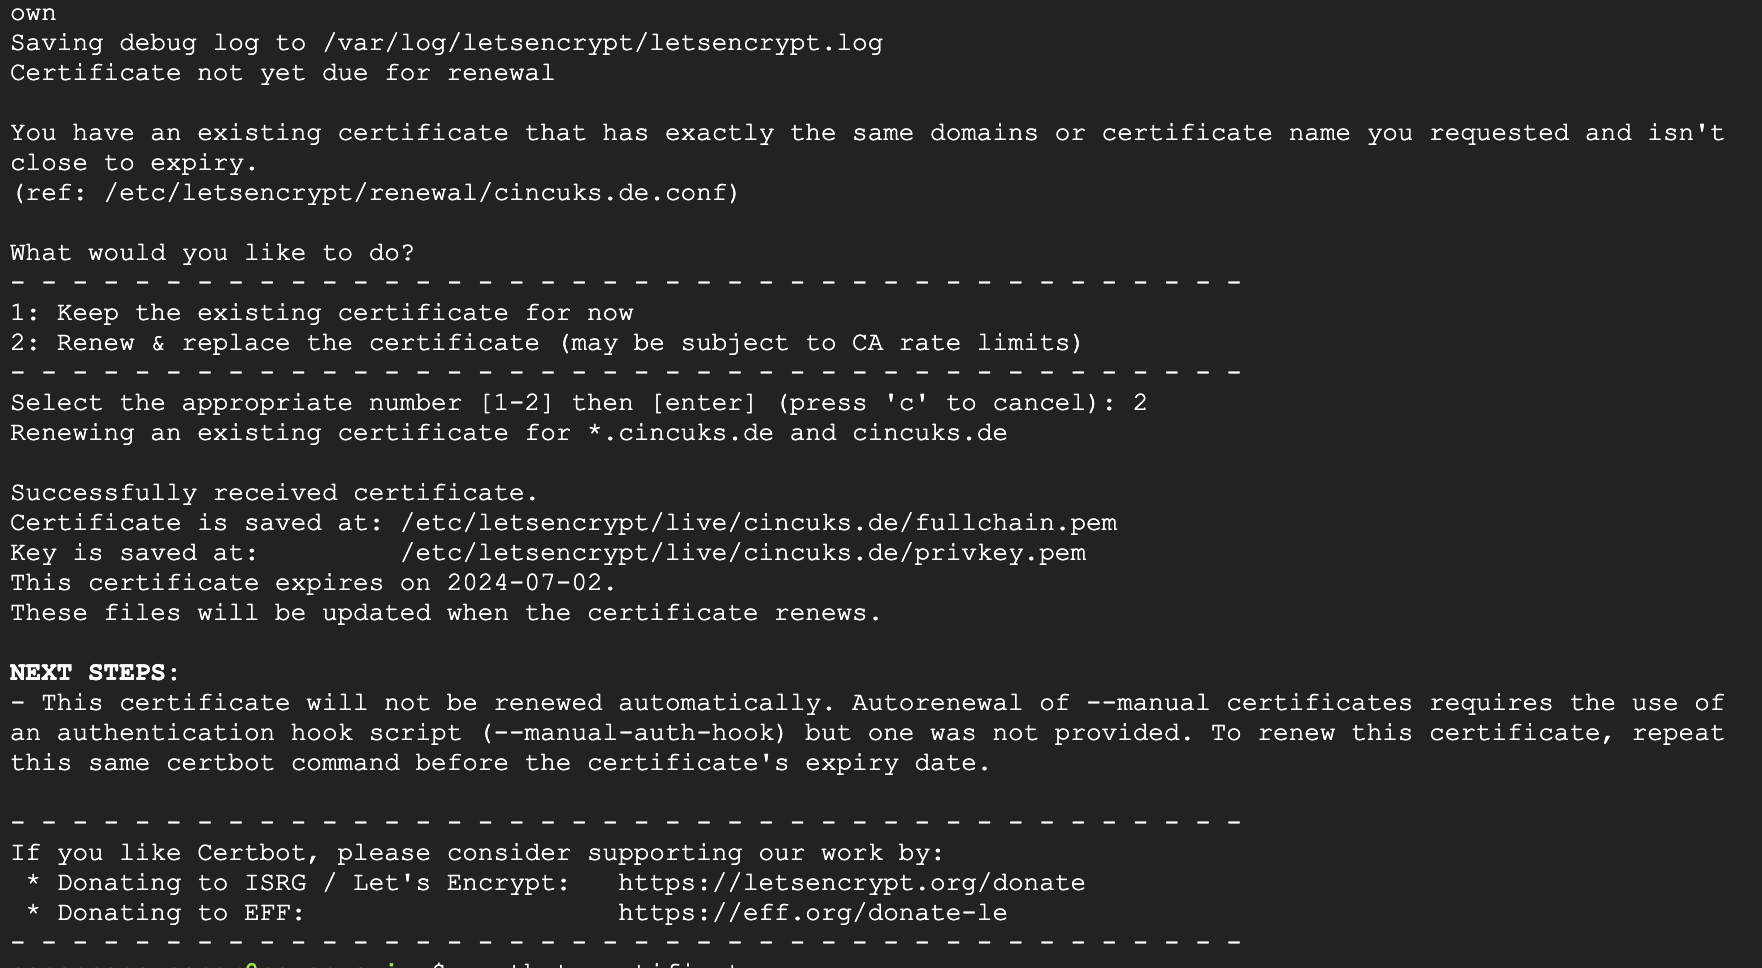 own
Saving debug log to /var/log/letsencrypt/letsencrypt.log
Certificate not yet due for renewal
You have an existing certificate that has exactly the same domains or certificate name you requested and isn't
close to expiry.
(ref: /etc/letsencrypt/renewal/cincuks.de.conf)
What would you like to do?
- - - - - - - - - - - - - - - - - - - - - - - - - - - - - - - - - - - - - - - -
1: Keep the existing certificate for now
2: Renew & replace the certificate (may be subject to CA rate limits)
- - - - - - - - - - - - - - - - - - - - - - - - - - - - - - - - - - - - - - - -
Select the appropriate number [1-2] then [enter] (press 'c' to cancel): 2
Renewing an existing certificate for *.cincuks.de and cincuks.de
Successfully received certificate.
Certificate is saved at: /etc/letsencrypt/live/cincuks.de/fullchain.pem
Key is saved at:         /etc/letsencrypt/live/cincuks.de/privkey.pem
This certificate expires on 2024-07-02.
These files will be updated when the certificate renews.
NEXT STEPS:
- This certificate will not be renewed automatically. Autorenewal of --manual certificates requires the use of
an authentication hook script (--manual-auth-hook) but one was not provided. To renew this certificate, repeat
this same certbot command before the certificate's expiry date.
- - - - - - - - - - - - - - - - - - - - - - - - - - - - - - - - - - - - - - - -
If you like Certbot, please consider supporting our work by:
 * Donating to ISRG / Let's Encrypt:   https://letsencrypt.org/donate
 * Donating to EFF:                    https://eff.org/donate-le
- - - - - - - - - - - - - - - - - - - - - - - - - - - - - - - - - - - - - - - -